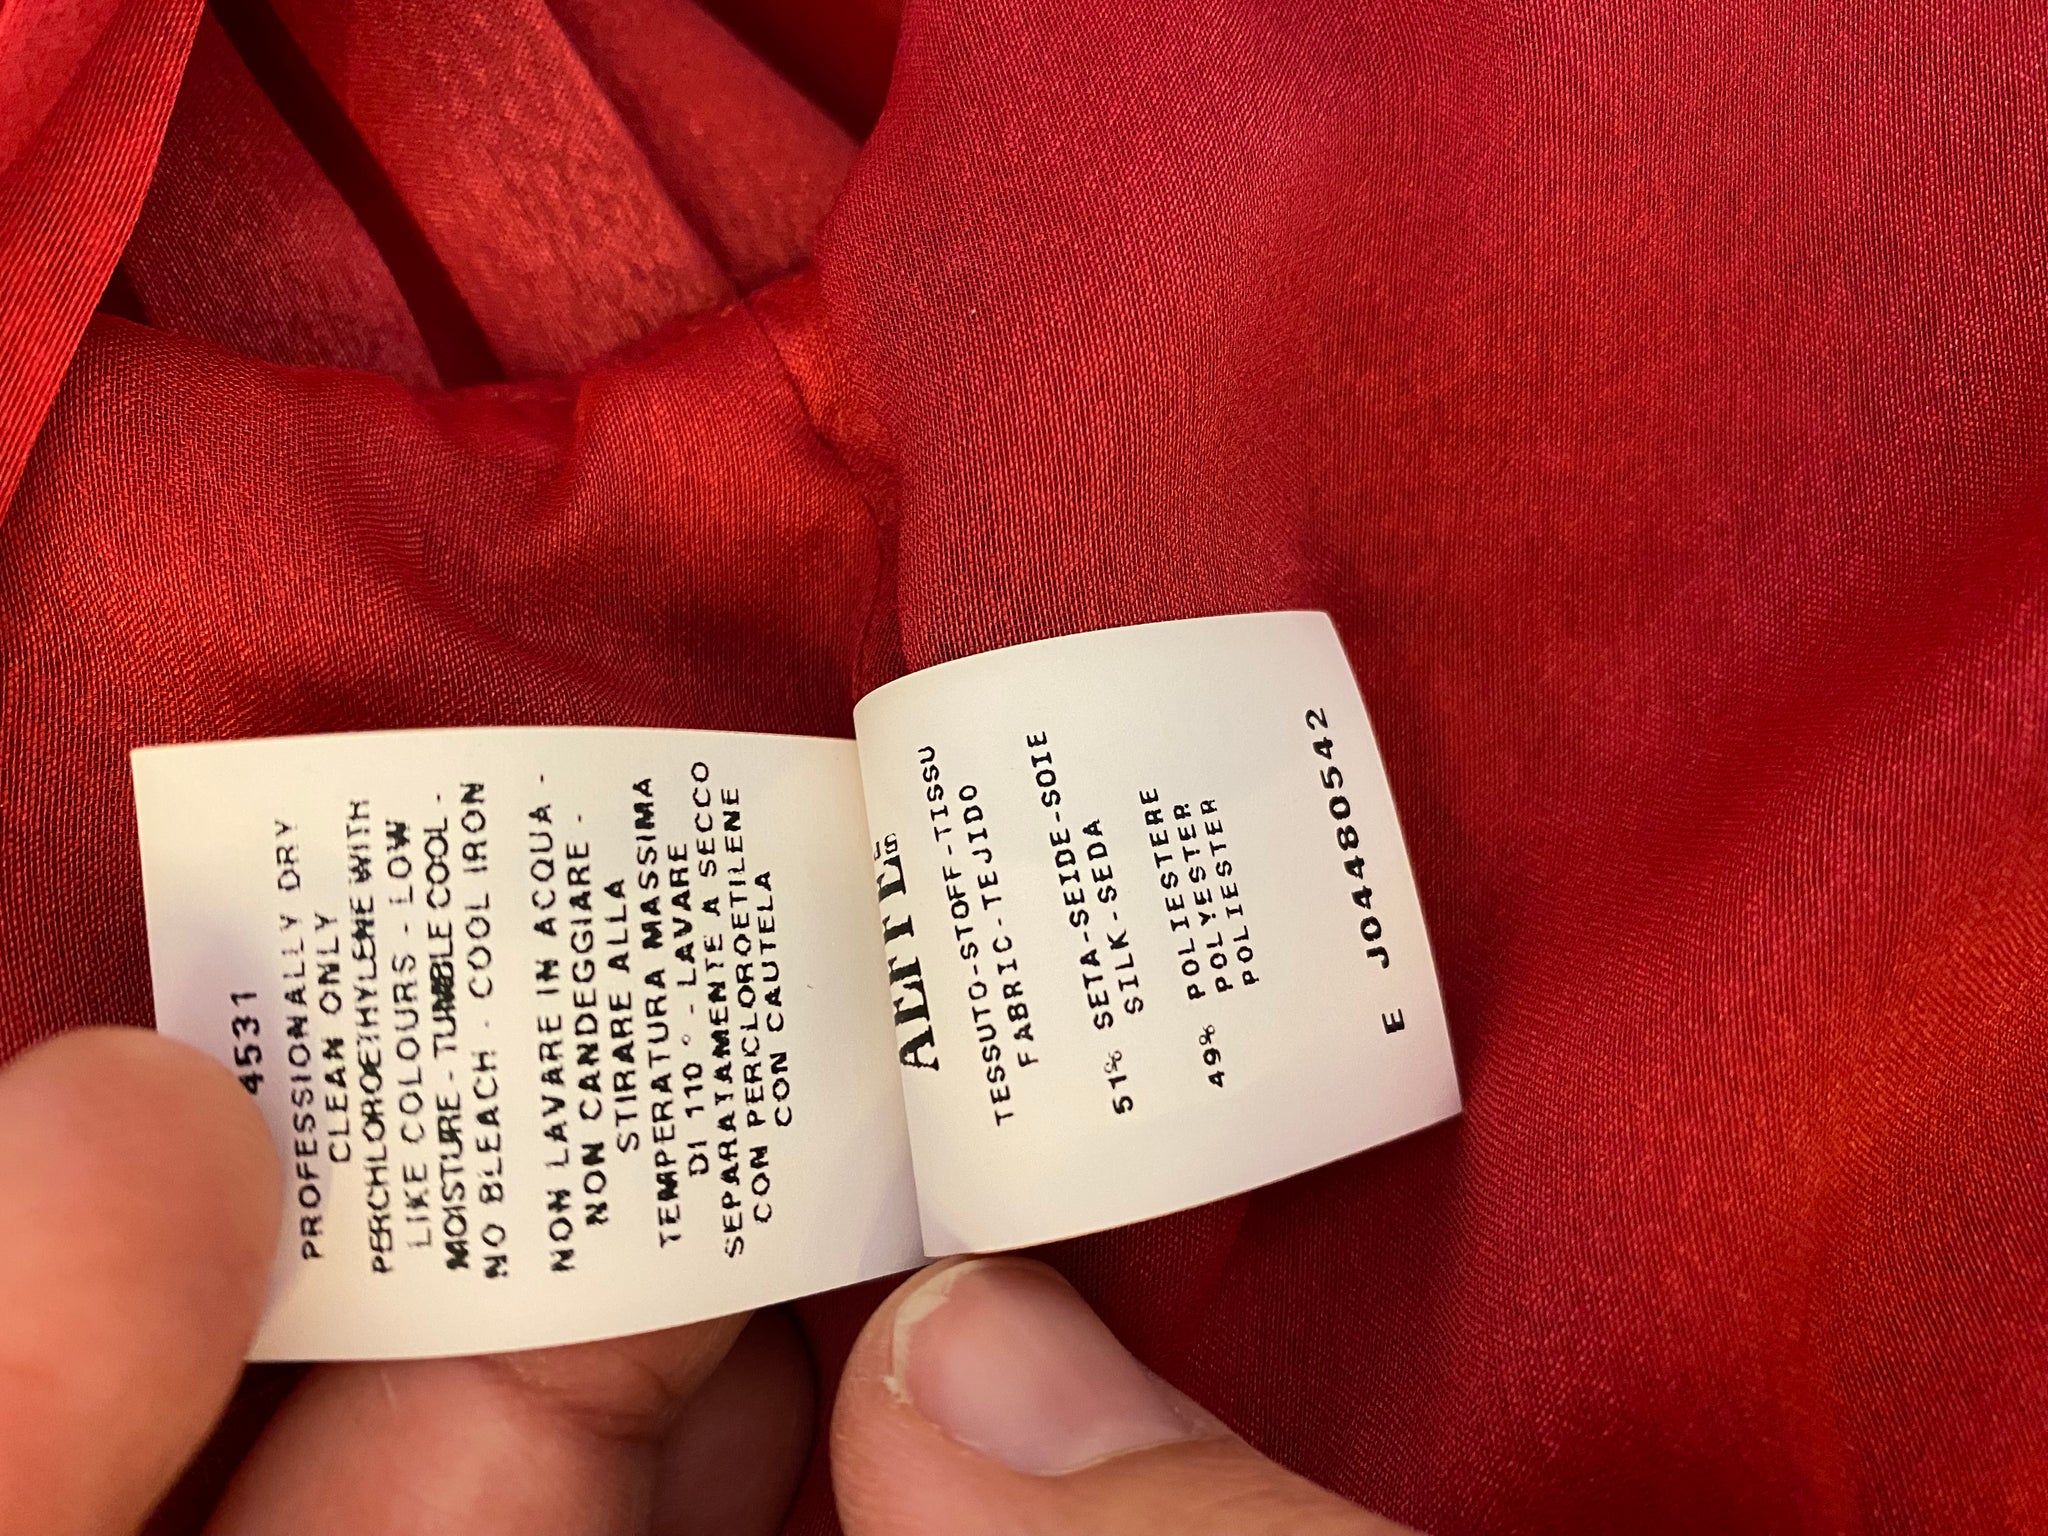 4531
PROFESSIONALLY DRY
CLEAN ONLY
PERCHLOROETHYLENE WITH
LIKE COLOURS - LOW
MOISTURE - TUMBLE COOL -
NO BLEACH - COOL IRON
NON LAVARE IN ACQUA -
NON CANDEGGIARE -
STIRARE ALLA
TEMPERATURA MASSIMA
DI 110° - LAVARE
SEPARATAMENTE A SECCO
CON PERCLOROETILENE
CON CAUTELA
TESSUTO-STOFF-TISSU
FABRIC-TEJIDO
51% SETA-SEIDE-SOIE
SILK-SEDA
49% POLIESTERE
POLYESTER
POLIESTER
E J04480542